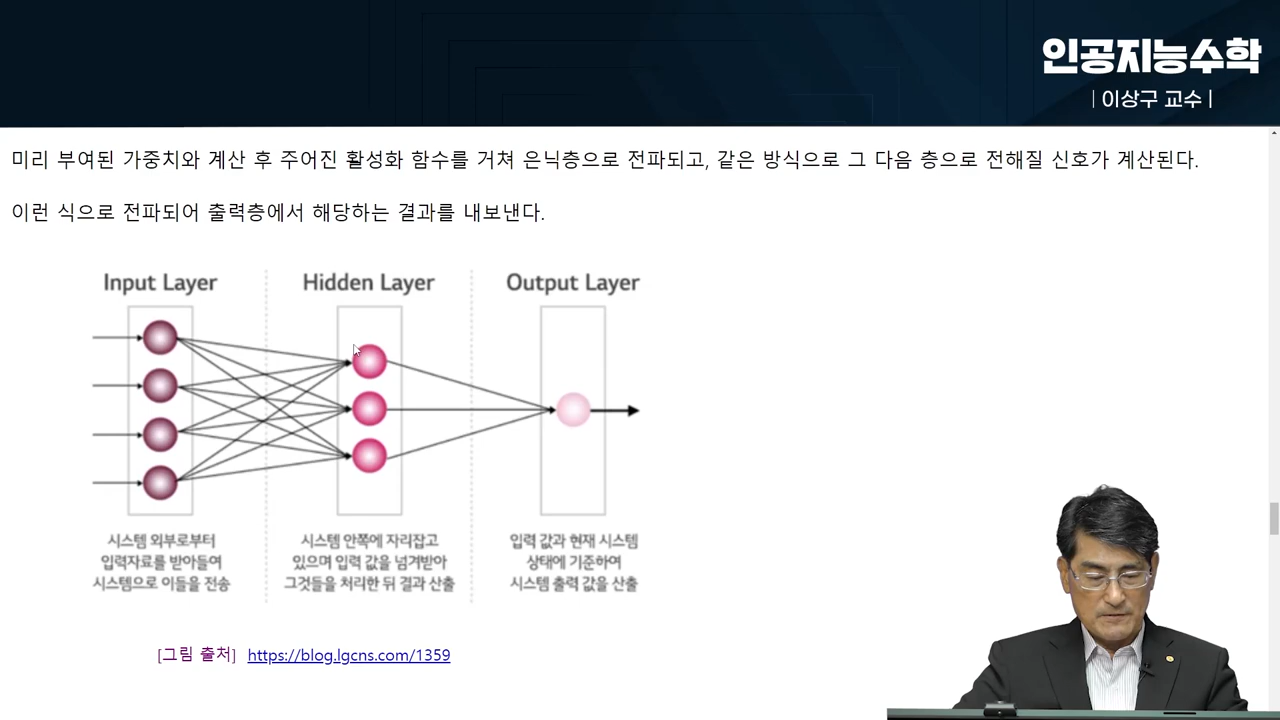 인공지능수학
| 이상구 교수 |
미리 부여된 가중치와 계산 후 주어진 활성화 함수를 거쳐 은닉층으로 전파되고, 같은 방식으로 그 다음 층으로 전해질 신호가 계산된다.
이런 식으로 전파되어 출력층에서 해당하는 결과를 내보낸다.
Input Layer
Hidden Layer
Output Layer
시스템 외부로부터
입력자료를 받아들여
시스템으로 이들을 전송
시스템 안쪽에 자리잡고
있으며 입력 값을 넘겨받아
그것들을 처리한 뒤 결과 산출
입력 값과 현재 시스템
상태에 기준하여
시스템 출력 값을 산출
[그림 출처] https://blog.lgcns.com/1359